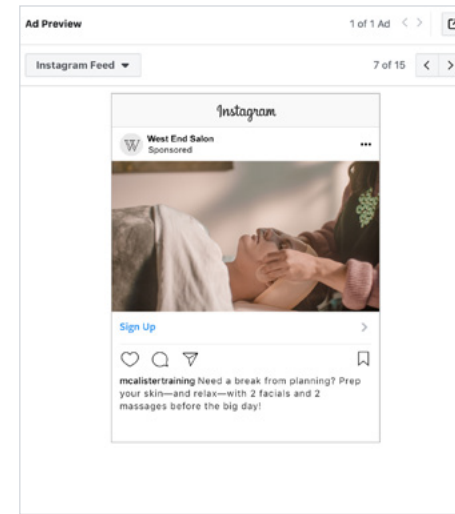 Ad Preview
1 of 1 Ad
Instagram Feed
7 of 15
Instagram
W
West End Salon
Sponsored
Sign Up
mcalistertraining Need a break from planning? Prep
your skin—and relax—with 2 facials and 2
massages before the big day!